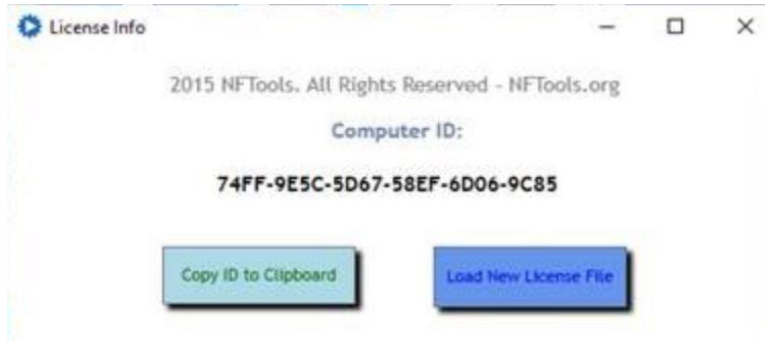 License Info
2015 NFTools. All Rights Reserved - NFTools.org
Computer ID:
74FF-9E5C-5D67-58EF-6D06-9C85
Copy ID to Clipboard
Load New License File